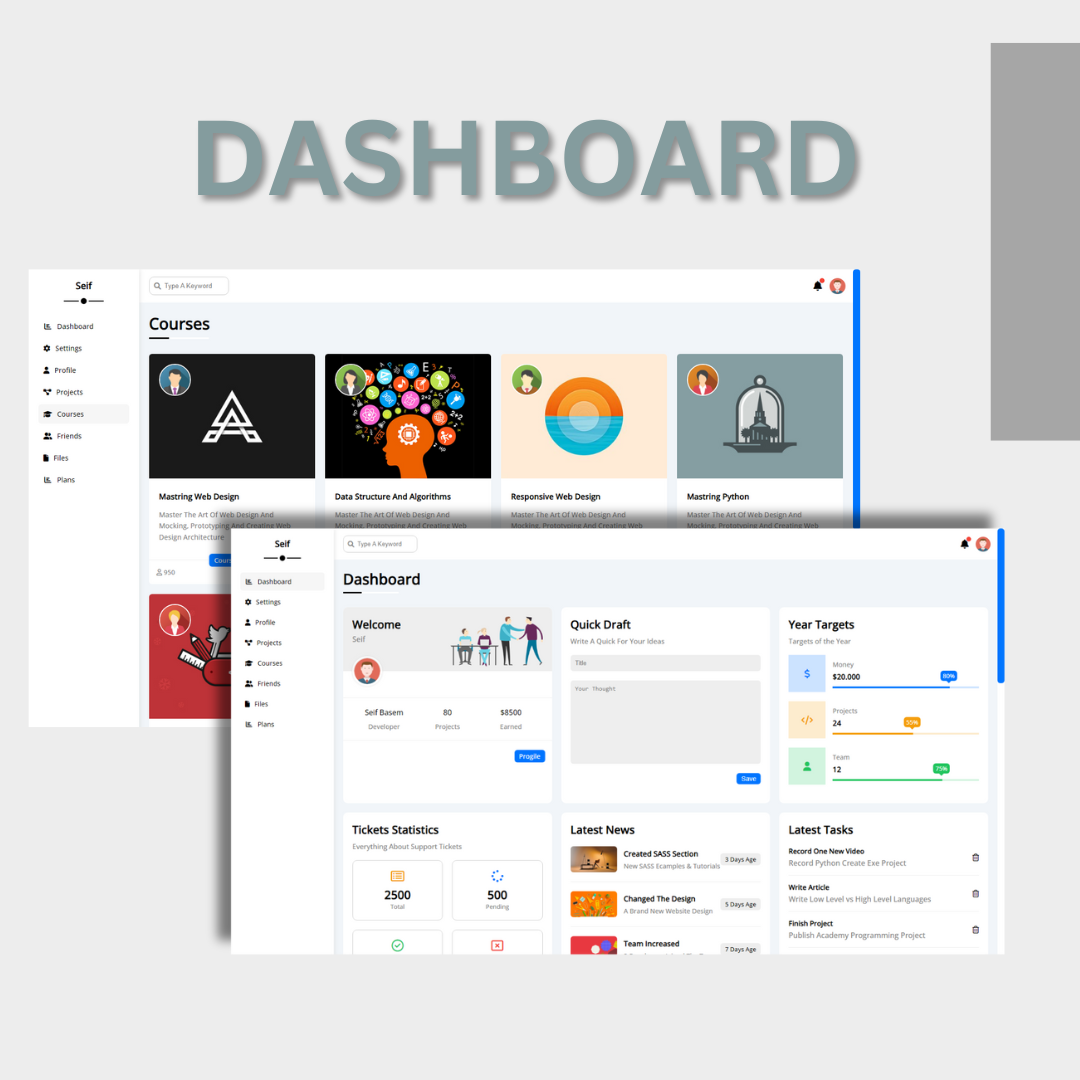 DASHBOARD
Seif
Type A Keyword
Dashboard
Settings
Profile
Projects
Courses
Friends
Files
Plans
Courses
Mastring Web Design
Master The Art Of Web Design And
Mocking, Prototyping And Creating Web
Design Architecture
950
Data Structure And Algorithms
Master The Art Of Web Design And
Mocking, Prototyping And Creating Web
Responsive Web Design
Master The Art Of Web Design And
Mocking, Prototyping And Creating Web
Mastring Python
Master The Art Of Web Design And
Mocking, Prototyping And Creating Web
Seif
Type A Keyword
Dashboard
Settings
Profile
Projects
Courses
Friends
Files
Plans
Dashboard
Welcome
Seif
Seif Basem
Developer
80
Projects
$8500
Earned
Progile
Quick Draft
Write A Quick For Your Ideas
Title
Your Thought
Save
Year Targets
Targets of the Year
Money
$20.000
80%
Projects
24
55%
Team
12
75%
Tickets Statistics
Everything About Support Tickets
2500
Total
500
Pending
Latest News
Created SASS Section
New SASS Ecamples & Tutorials
3 Days Age
Changed The Design
A Brand New Website Design
5 Days Age
Team Increased
7 Days Age
Latest Tasks
Record One New Video
Record Python Create Exe Project
Write Article
Write Low Level vs High Level Languages
Finish Project
Publish Academy Programming Project